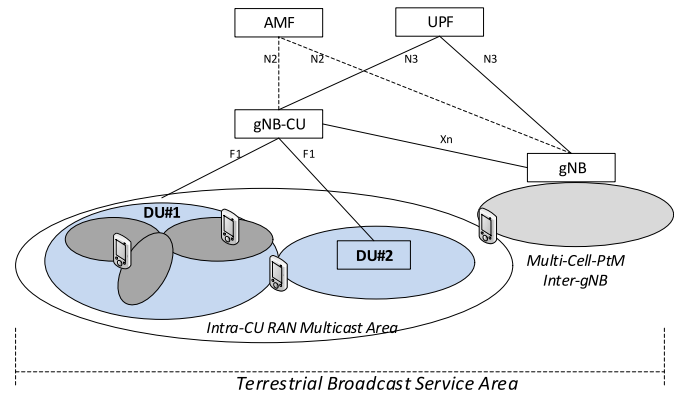 AMF
UPF
N2
N2
N3
N3
gNB-CU
Xn
gNB
F1
F1
DU#1
DU#2
Multi-Cell-PtM
Inter-gNB
Intra-CU RAN Multicast Area
Terrestrial Broadcast Service Area